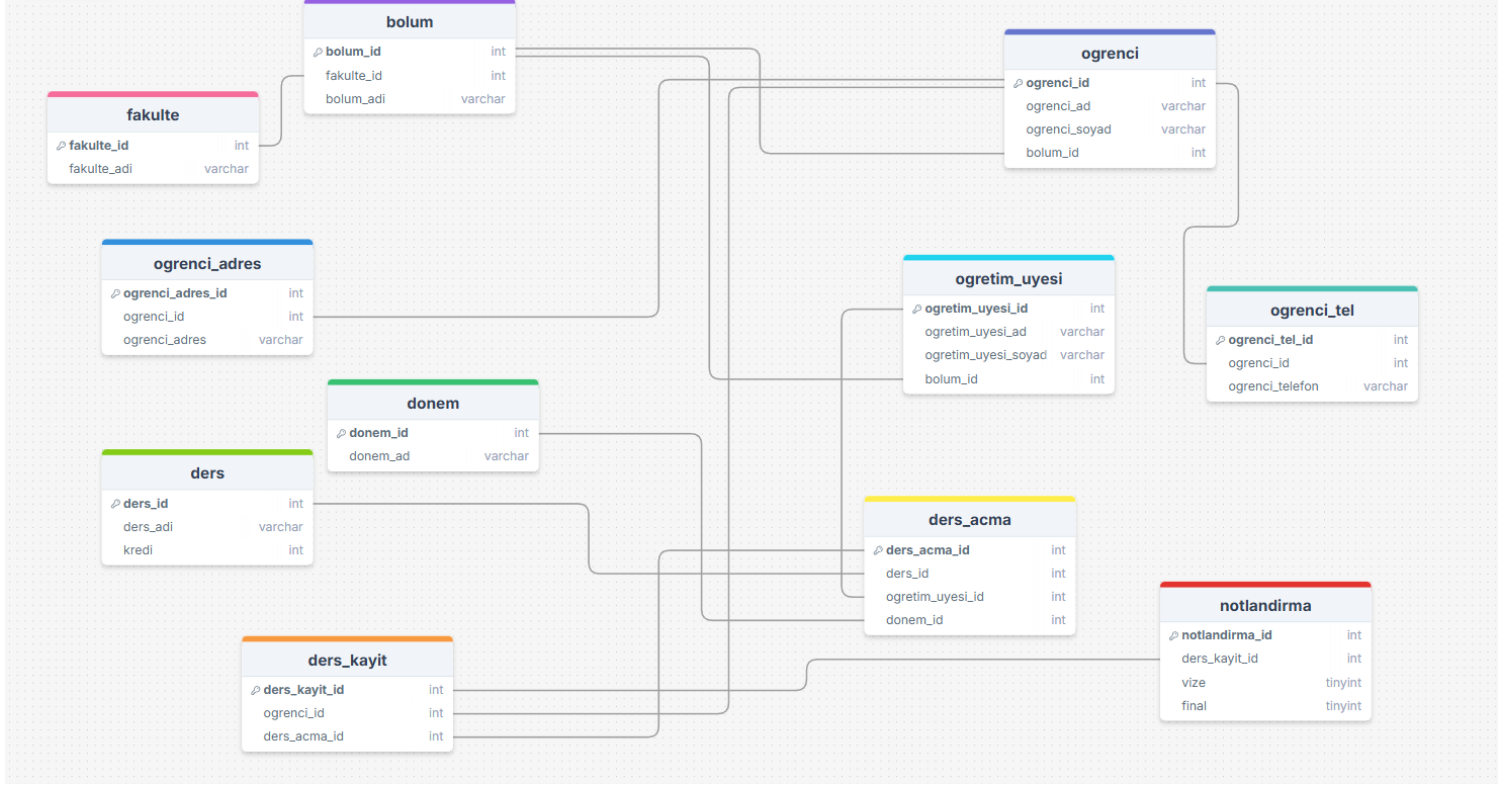 bolum
bolum_id int
fakulte_id int
bolum_adi varchar
ogrenci
ogrenci_id int
ogrenci_ad varchar
ogrenci_soyad varchar
bolum_id int
fakulte
fakulte_id int
fakulte_adi varchar
ogrenci_adres
ogrenci_adres_id int
ogrenci_id int
ogrenci_adres varchar
ogretim_uyesi
ogretim_uyesi_id int
ogretim_uyesi_ad varchar
ogretim_uyesi_soyad varchar
bolum_id int
ogrenci_tel
ogrenci_tel_id int
ogrenci_id int
ogrenci_telefon varchar
donem
donem_id int
donem_ad varchar
ders
ders_id int
ders_adi varchar
kredi int
ders_acma
ders_acma_id int
ders_id int
ogretim_uyesi_id int
donem_id int
notlandirma
notlandirma_id int
ders_kayit_id int
vize tinyint
final tinyint
ders_kayit
ders_kayit_id int
ogrenci_id int
ders_acma_id int